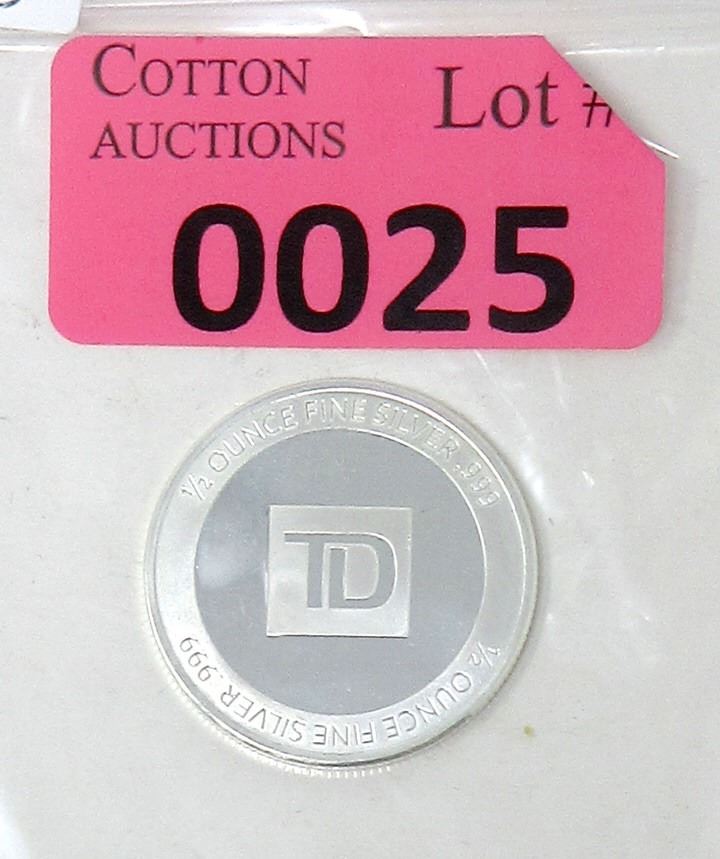 COTTON
AUCTIONS
Lot #
0025
½ OUNCE FINE SILVER .999
TD
½ OUNCE FINE SILVER .999